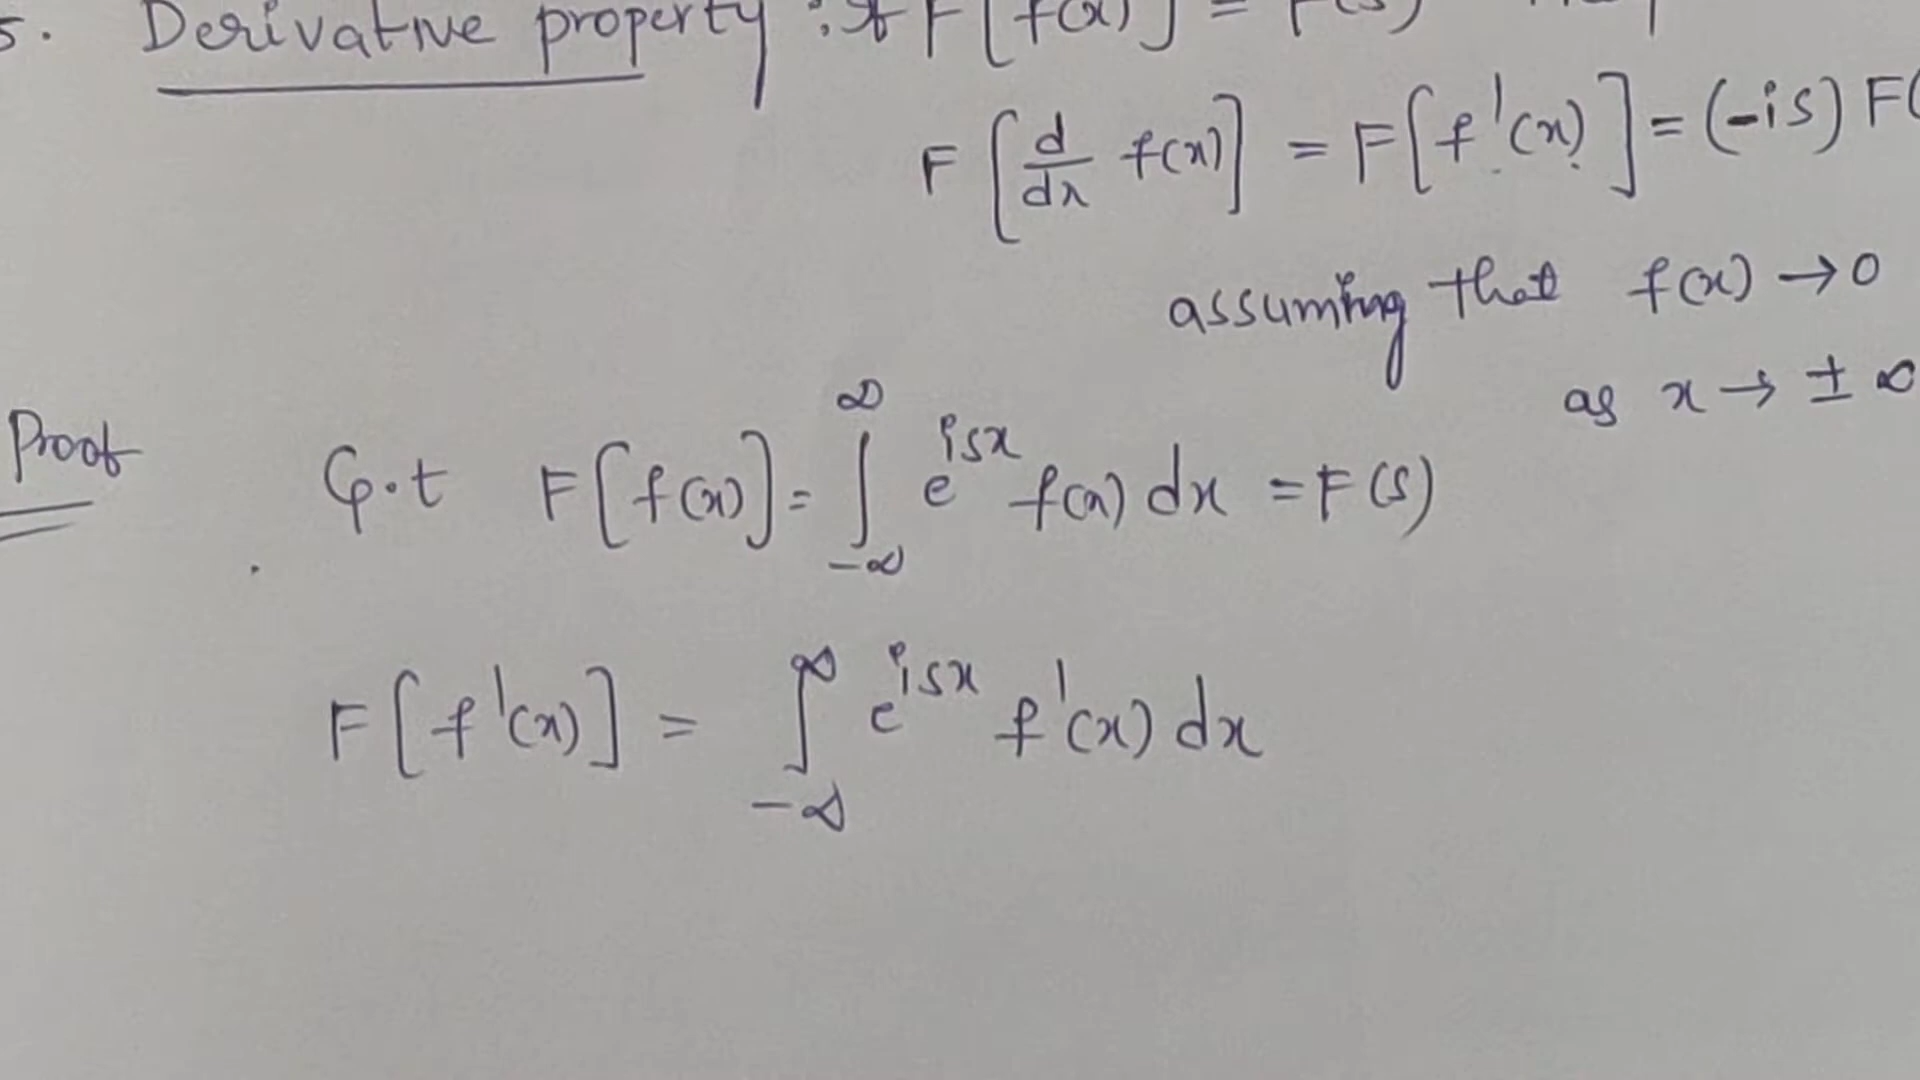 5. Derivative property : If F[f(x)] = F(s)
F[d/dx f(x)] = F[f'(x)] = (-is) F(
assuming that f(x) → 0
as x → ± ∞
Proof
G.t F[f(x)] = ∫_{-∞}^{∞} e^{isx} f(x) dx = F(s)
F[f'(x)] = ∫_{-∞}^{∞} e^{isx} f'(x) dx